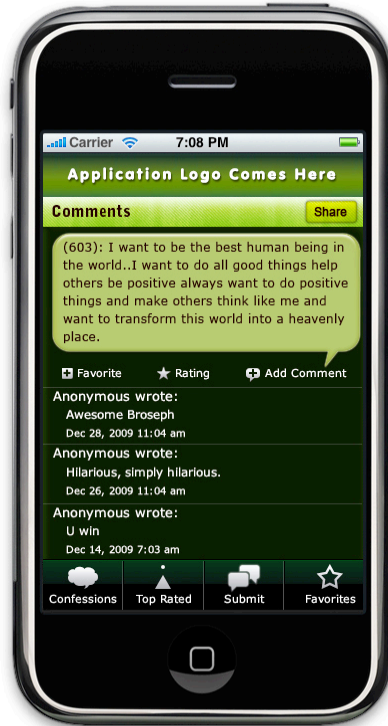 Carrier 7:08 PM
Application Logo Comes Here
Comments Share
(603): I want to be the best human being in
the world..I want to do all good things help
others be positive always want to do positive
things and make others think like me and
want to transform this world into a heavenly
place.
Favorite Rating Add Comment
Anonymous wrote:
Awesome Broseph
Dec 28, 2009 11:04 am
Anonymous wrote:
Hilarious, simply hilarious.
Dec 26, 2009 11:04 am
Anonymous wrote:
U win
Dec 14, 2009 7:03 am
Confessions Top Rated Submit Favorites